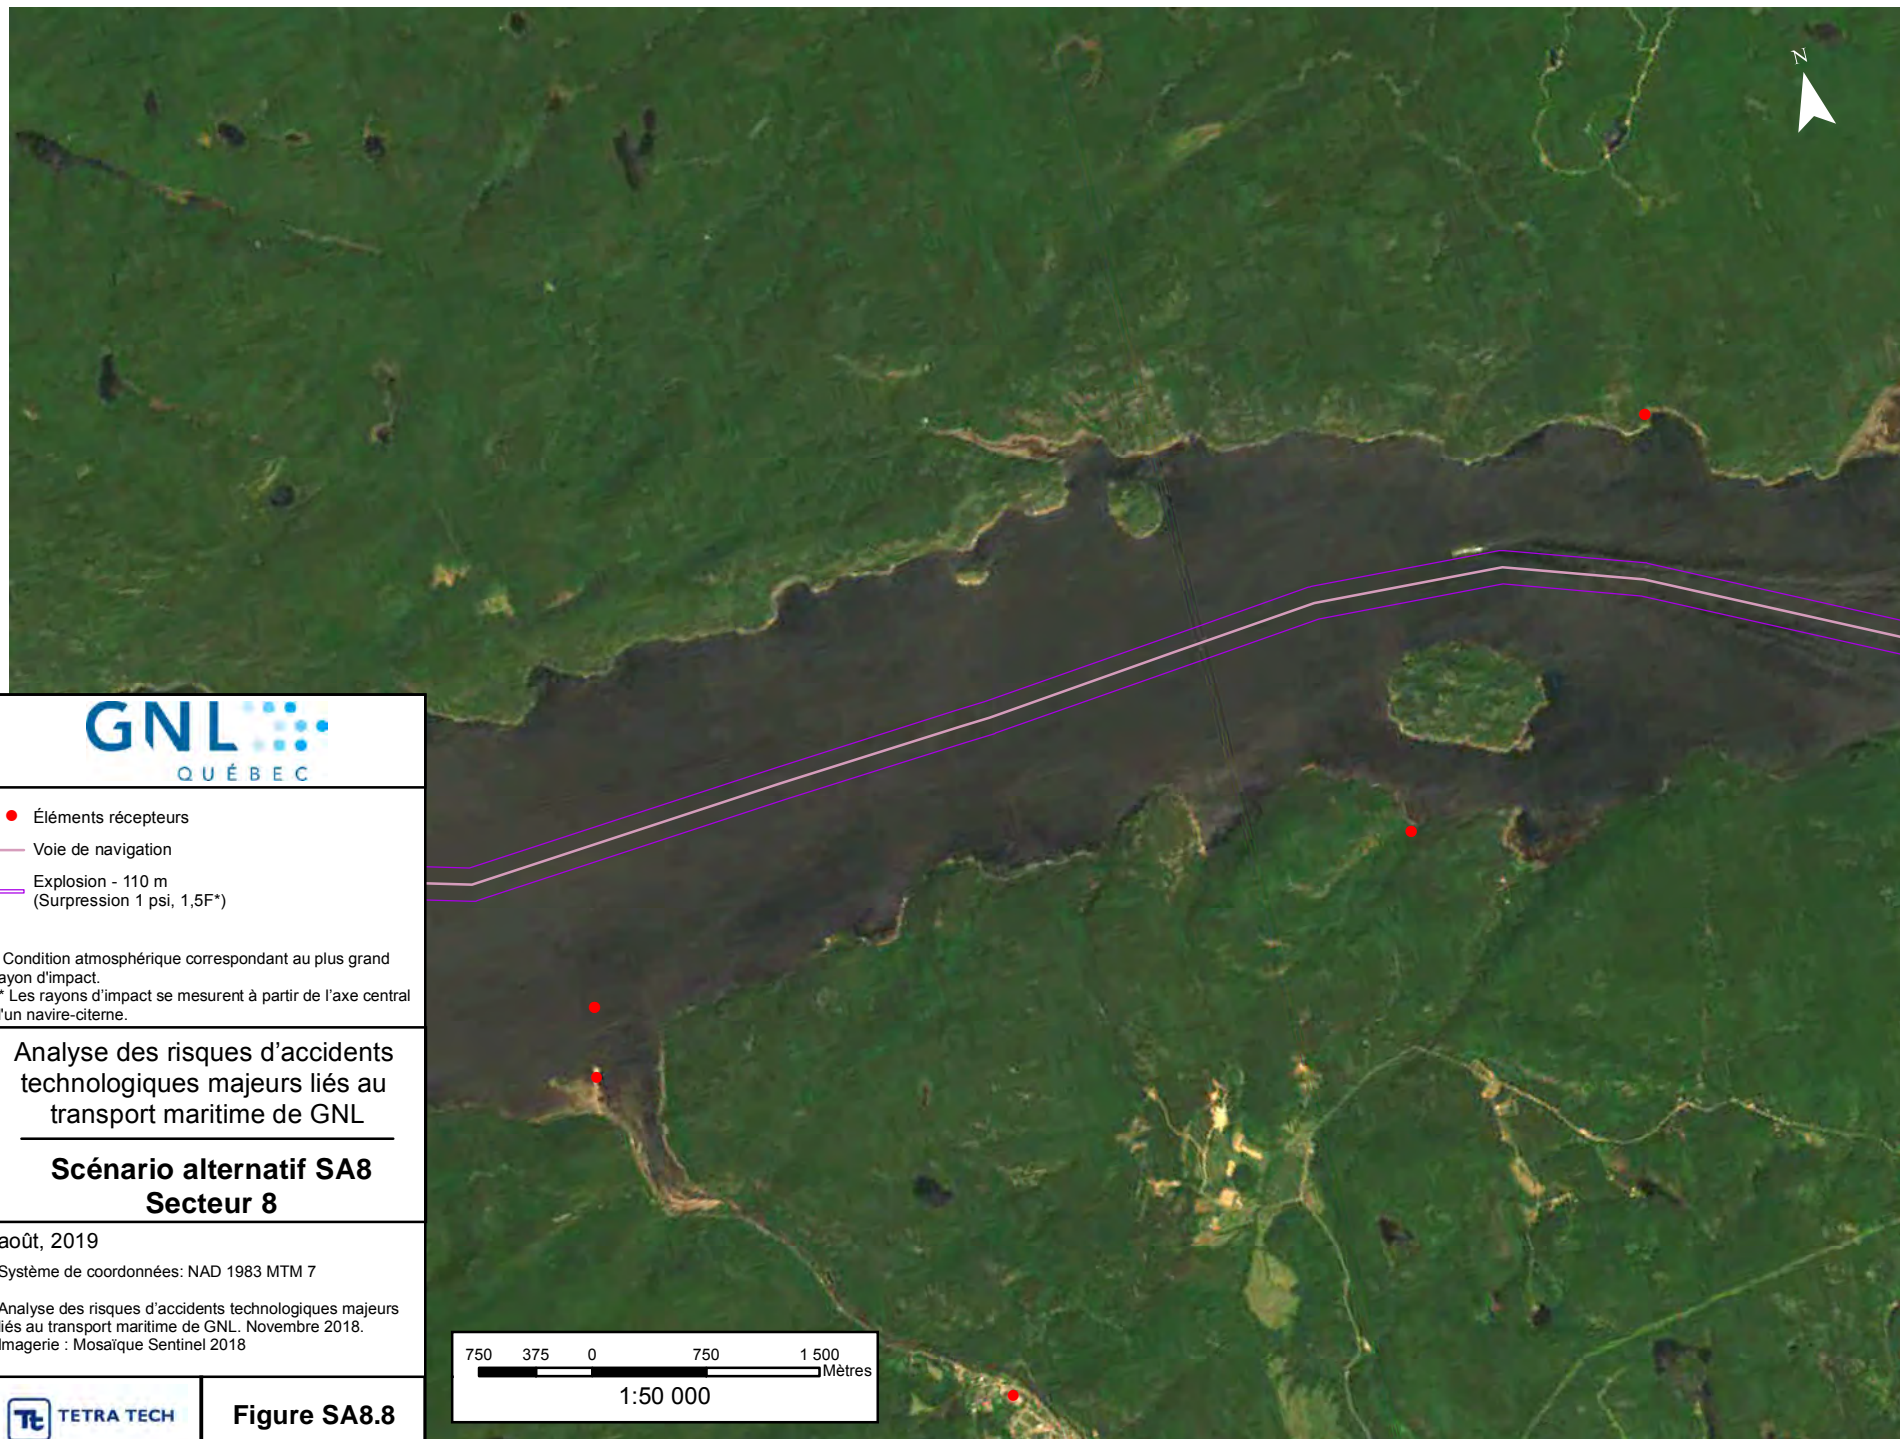 N
GNL
QUÉBEC
Éléments récepteurs
Voie de navigation
Explosion - 110 m
(Surpression 1 psi, 1,5F*)
Condition atmosphérique correspondant au plus grand
ayon d'impact.
* Les rayons d’impact se mesurent à partir de l’axe central
'un navire-citerne.
Analyse des risques d’accidents
technologiques majeurs liés au
transport maritime de GNL
Scénario alternatif SA8
Secteur 8
août, 2019
Système de coordonnées: NAD 1983 MTM 7
Analyse des risques d’accidents technologiques majeurs
liés au transport maritime de GNL. Novembre 2018.
Imagerie : Mosaïque Sentinel 2018
750 375 0 750 1 500
Mètres
1:50 000
Tt TETRA TECH
Figure SA8.8